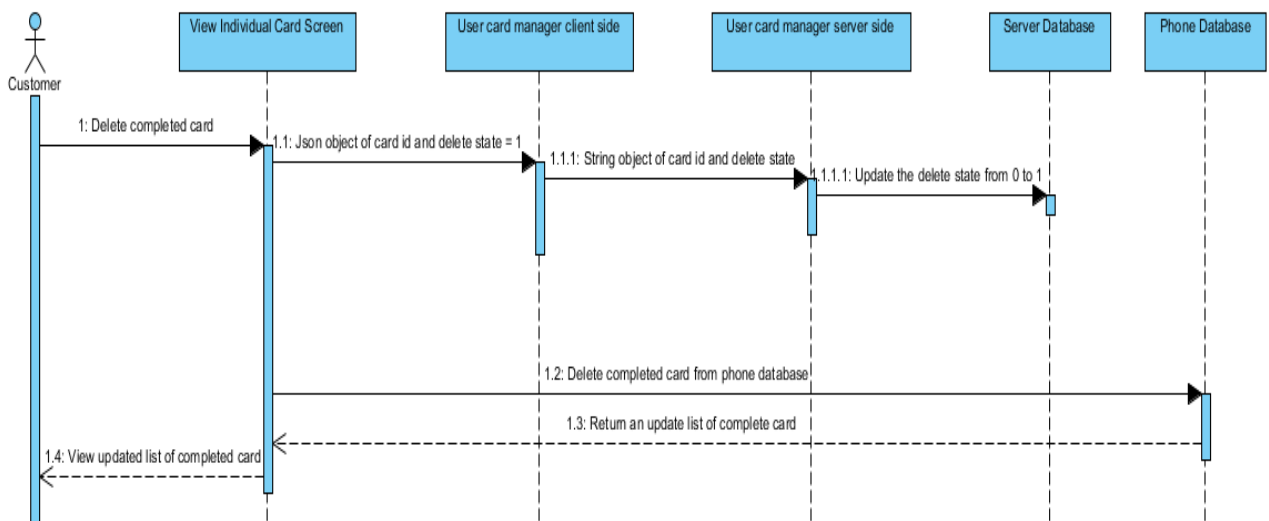 View Individual Card Screen
User card manager client side
User card manager server side
Server Database
Phone Database
Customer
1: Delete completed card
1.1: Json object of card id and delete state = 1
1.1.1: String object of card id and delete state
1.1.1.1: Update the delete state from 0 to 1
1.2: Delete completed card from phone database
1.3: Return an update list of complete card
1.4: View updated list of completed card